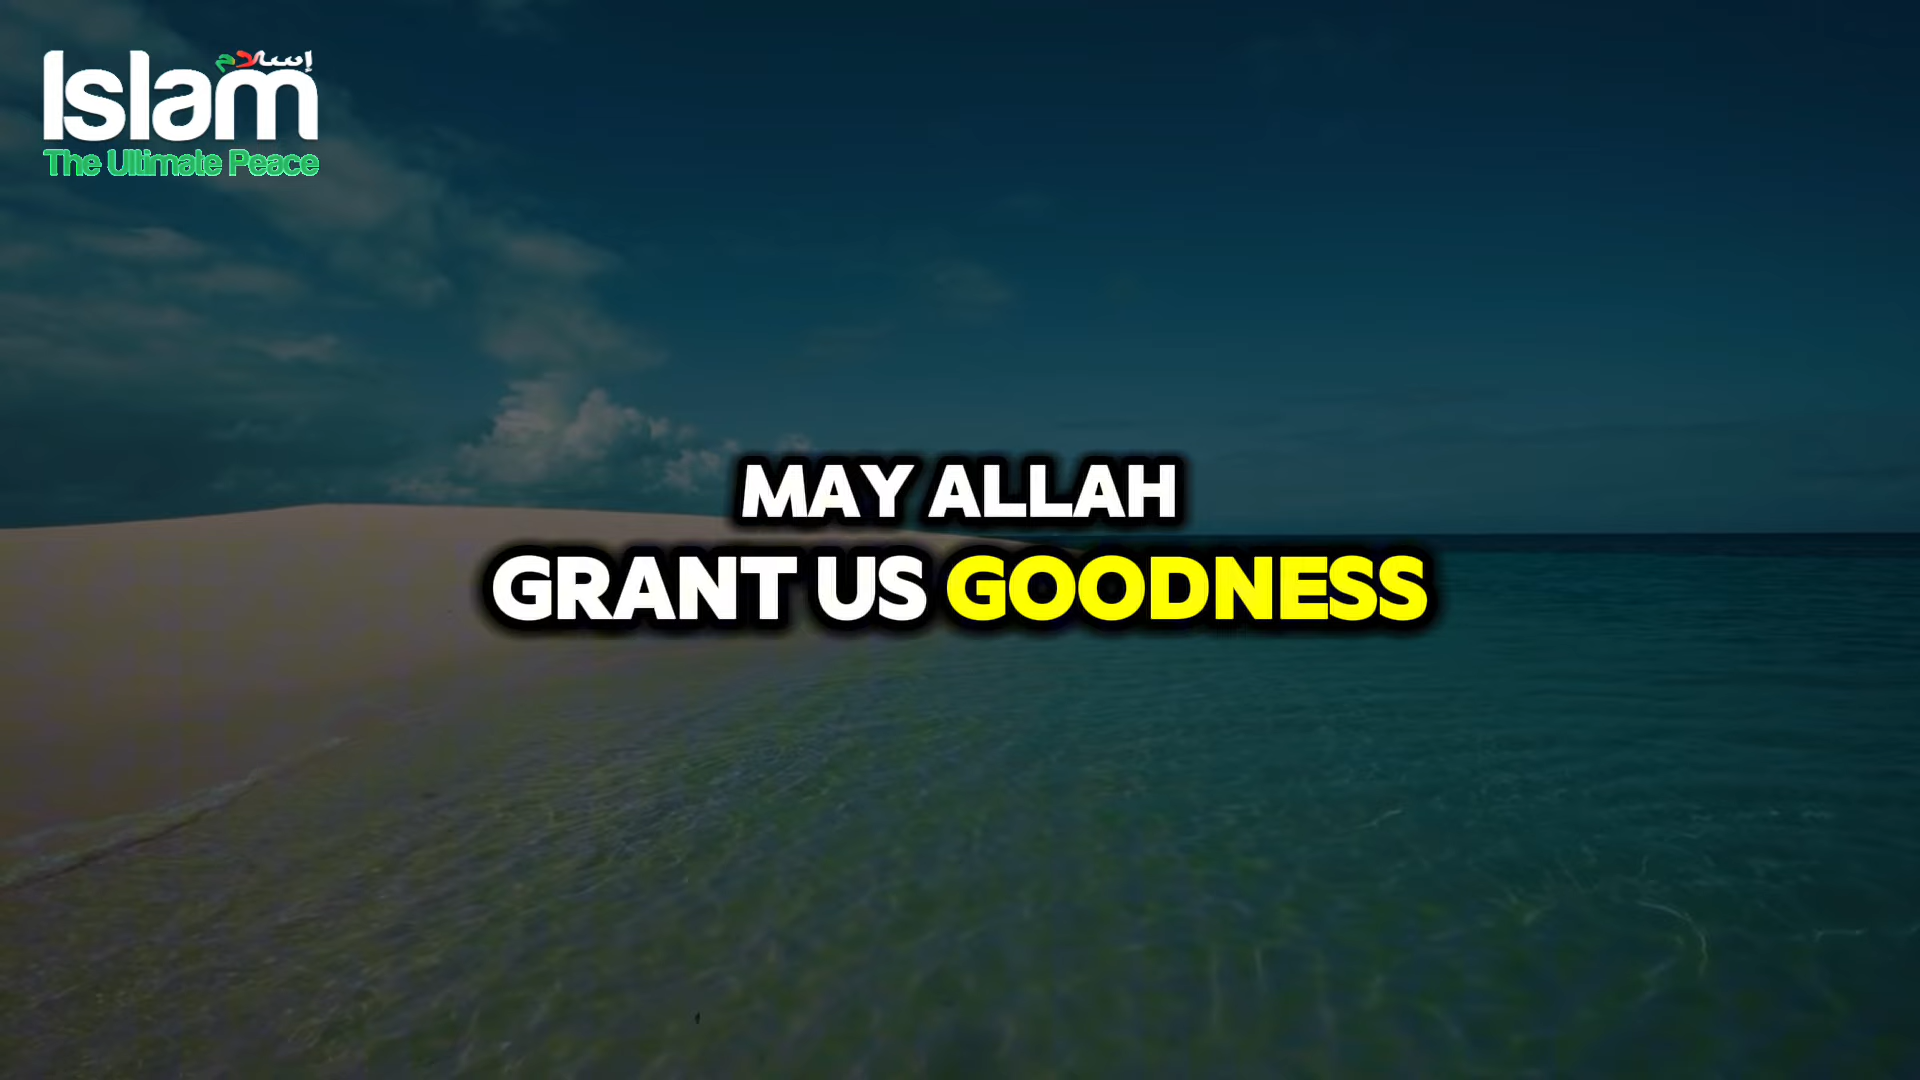 إسلام
Islam
The Ultimate Peace
MAY ALLAH
GRANT US GOODNESS